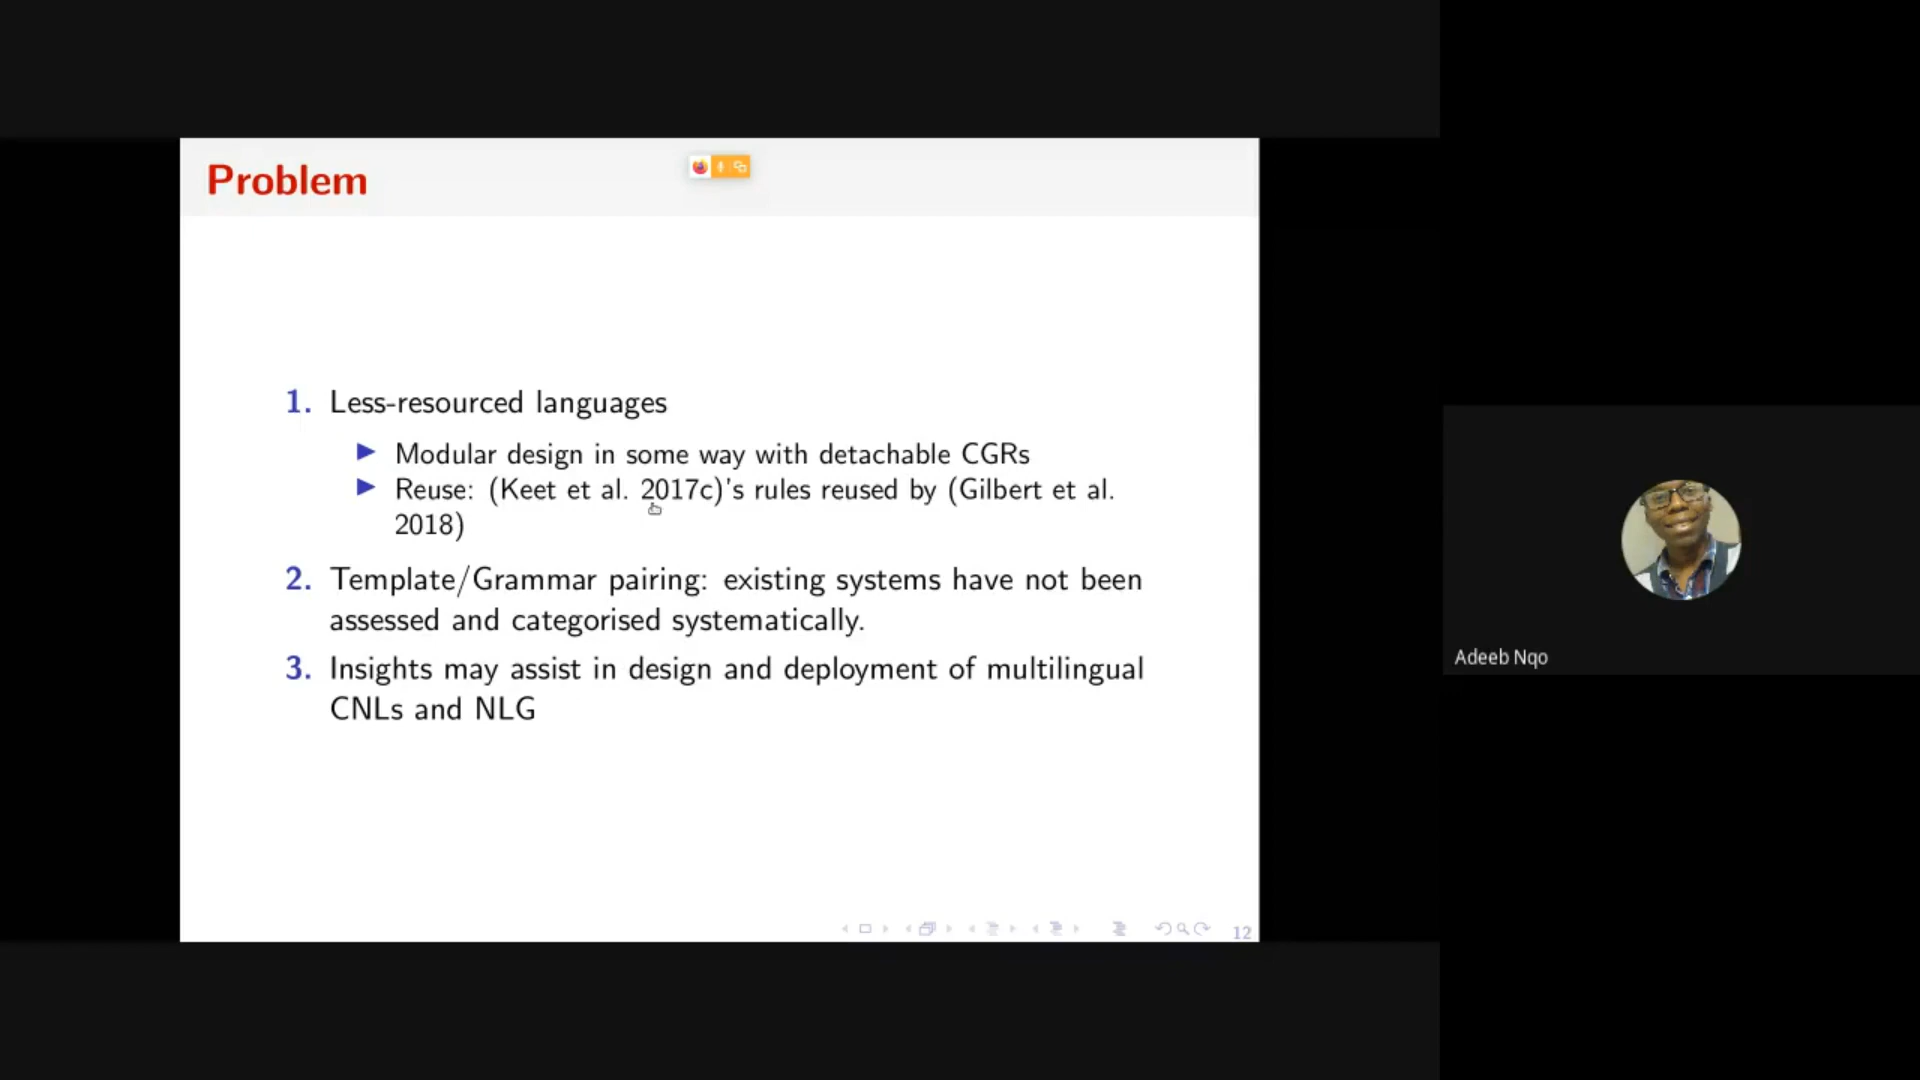 Problem
1. Less-resourced languages
▶ Modular design in some way with detachable CGRs
▶ Reuse: (Keet et al. 2017c)'s rules reused by (Gilbert et al.
2018)
2. Template/Grammar pairing: existing systems have not been
assessed and categorised systematically.
3. Insights may assist in design and deployment of multilingual
CNLs and NLG
12
Adeeb Nqo